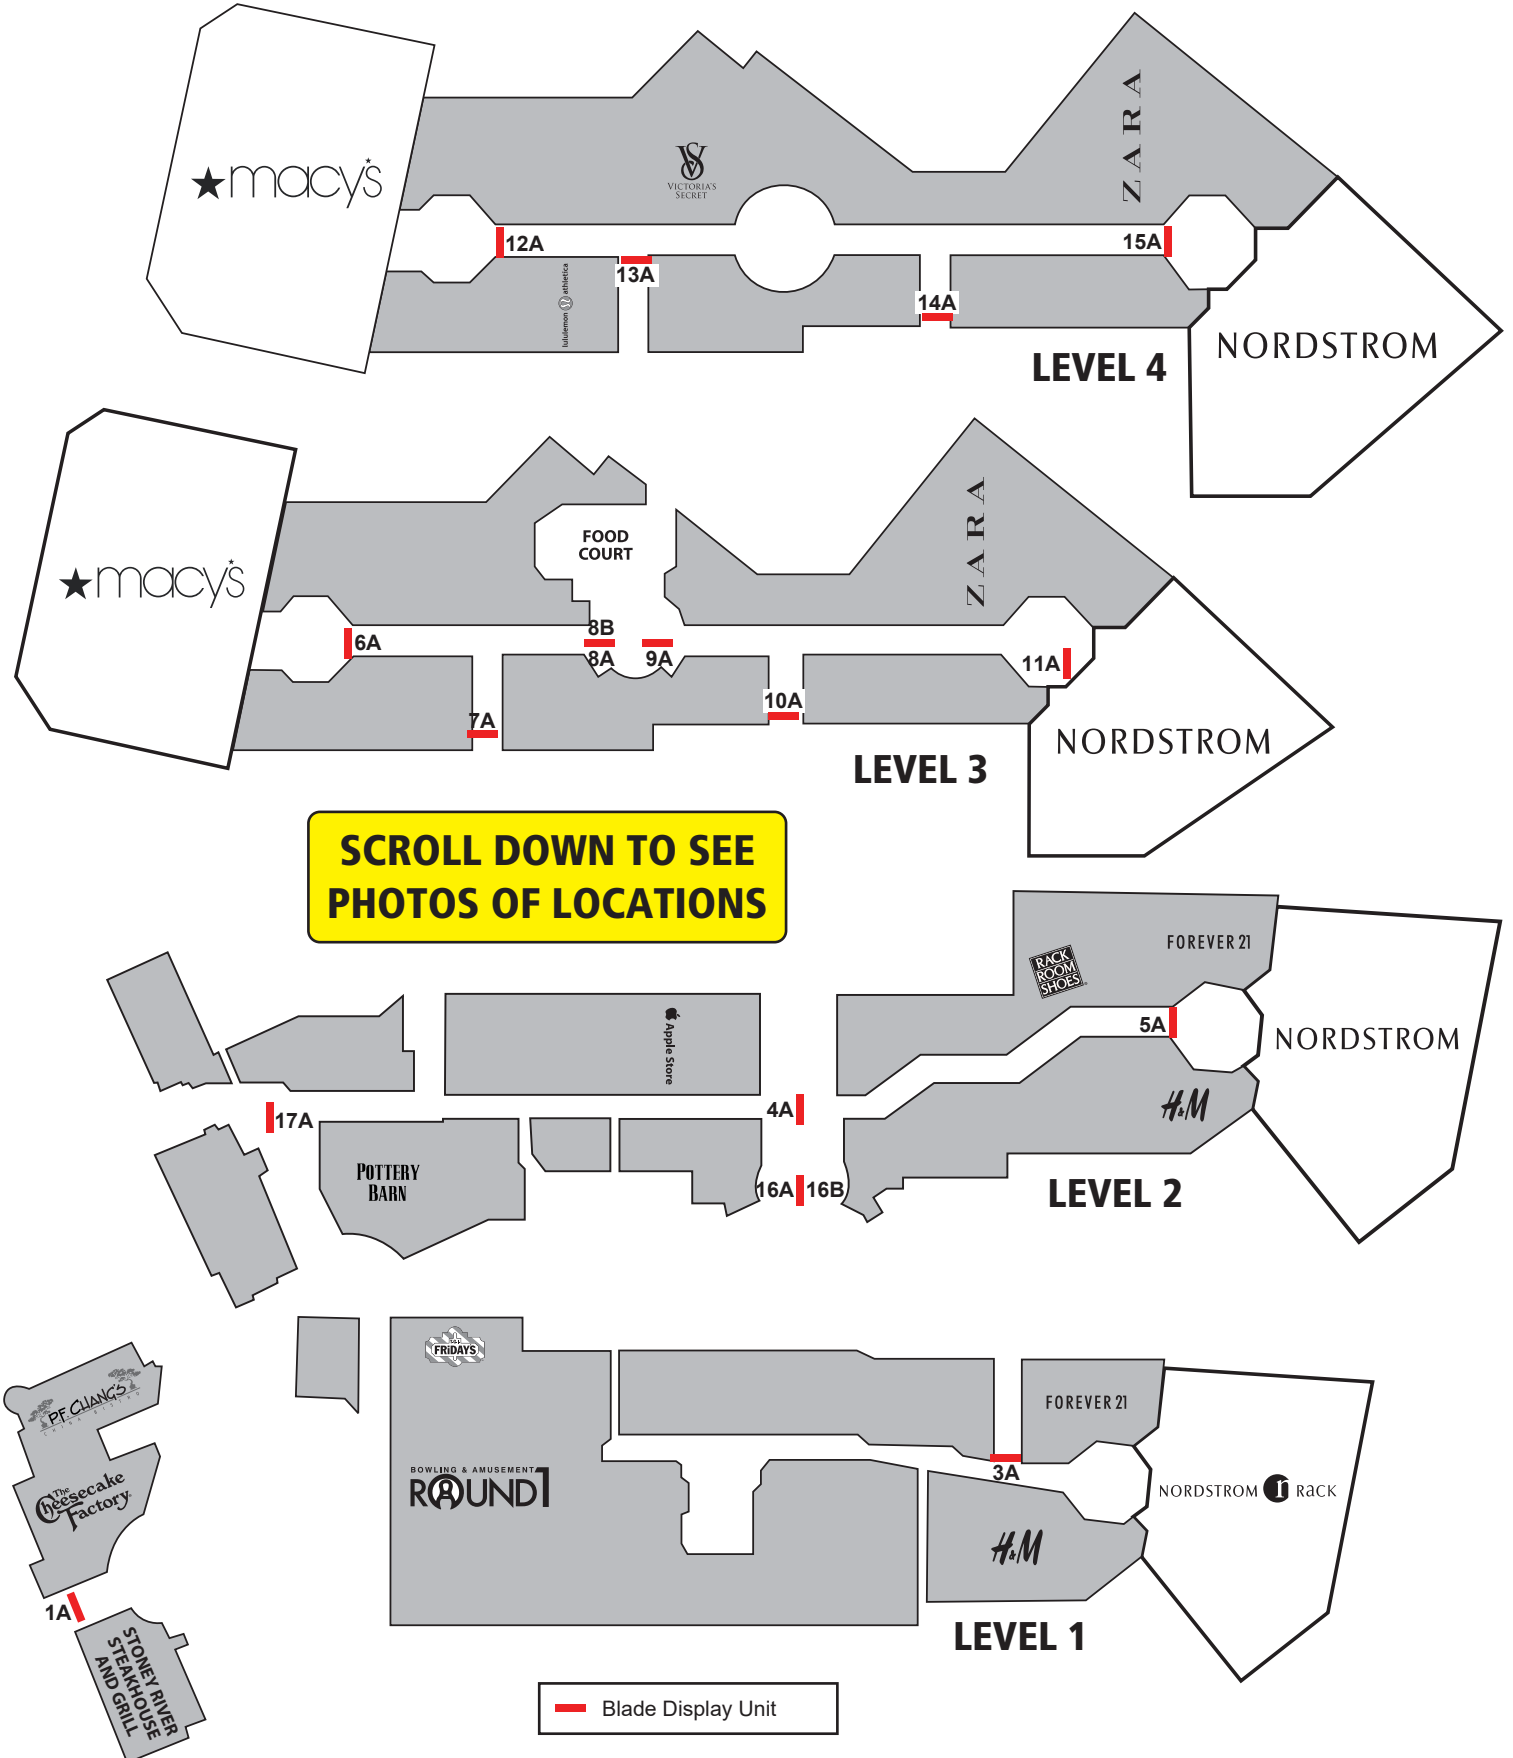 macy's
VS
VICTORIA'S
SECRET
ZARA
12A
13A
lululemon athletica
14A
15A
LEVEL 4
NORDSTROM
macy's
FOOD
COURT
ZARA
6A
7A
8B
8A
9A
10A
11A
LEVEL 3
NORDSTROM
SCROLL DOWN TO SEE
PHOTOS OF LOCATIONS
FOREVER 21
RACK
ROOM
SHOES
Apple Store
5A
NORDSTROM
17A
4A
H&M
POTTERY
BARN
16A
16B
LEVEL 2
FRiDAYS
P.F. CHANG'S
CHINA BISTRO
FOREVER 21
BOWLING & AMUSEMENT
ROUND1
3A
NORDSTROM r RACK
The
Cheesecake
Factory
H&M
1A
STONEY RIVER
STEAKHOUSE
AND GRILL
LEVEL 1
Blade Display Unit